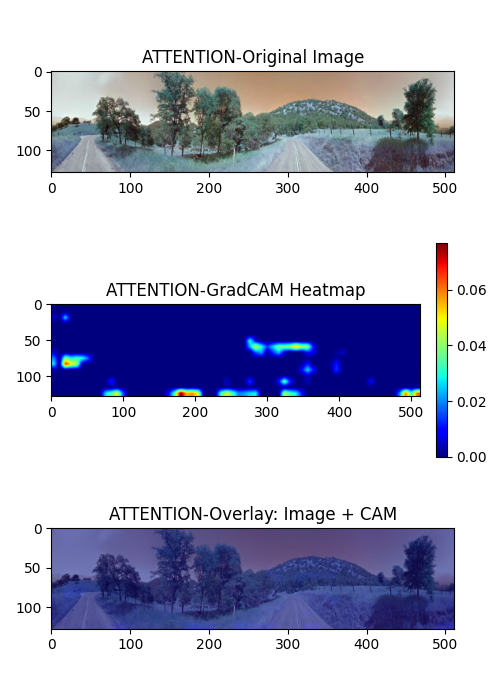 ATTENTION-Original Image
0
50
100
0 100 200 300 400 500
ATTENTION-GradCAM Heatmap
0
50
100
0 100 200 300 400 500
0.06
0.04
0.02
0.00
ATTENTION-Overlay: Image + CAM
0
50
100
0 100 200 300 400 500